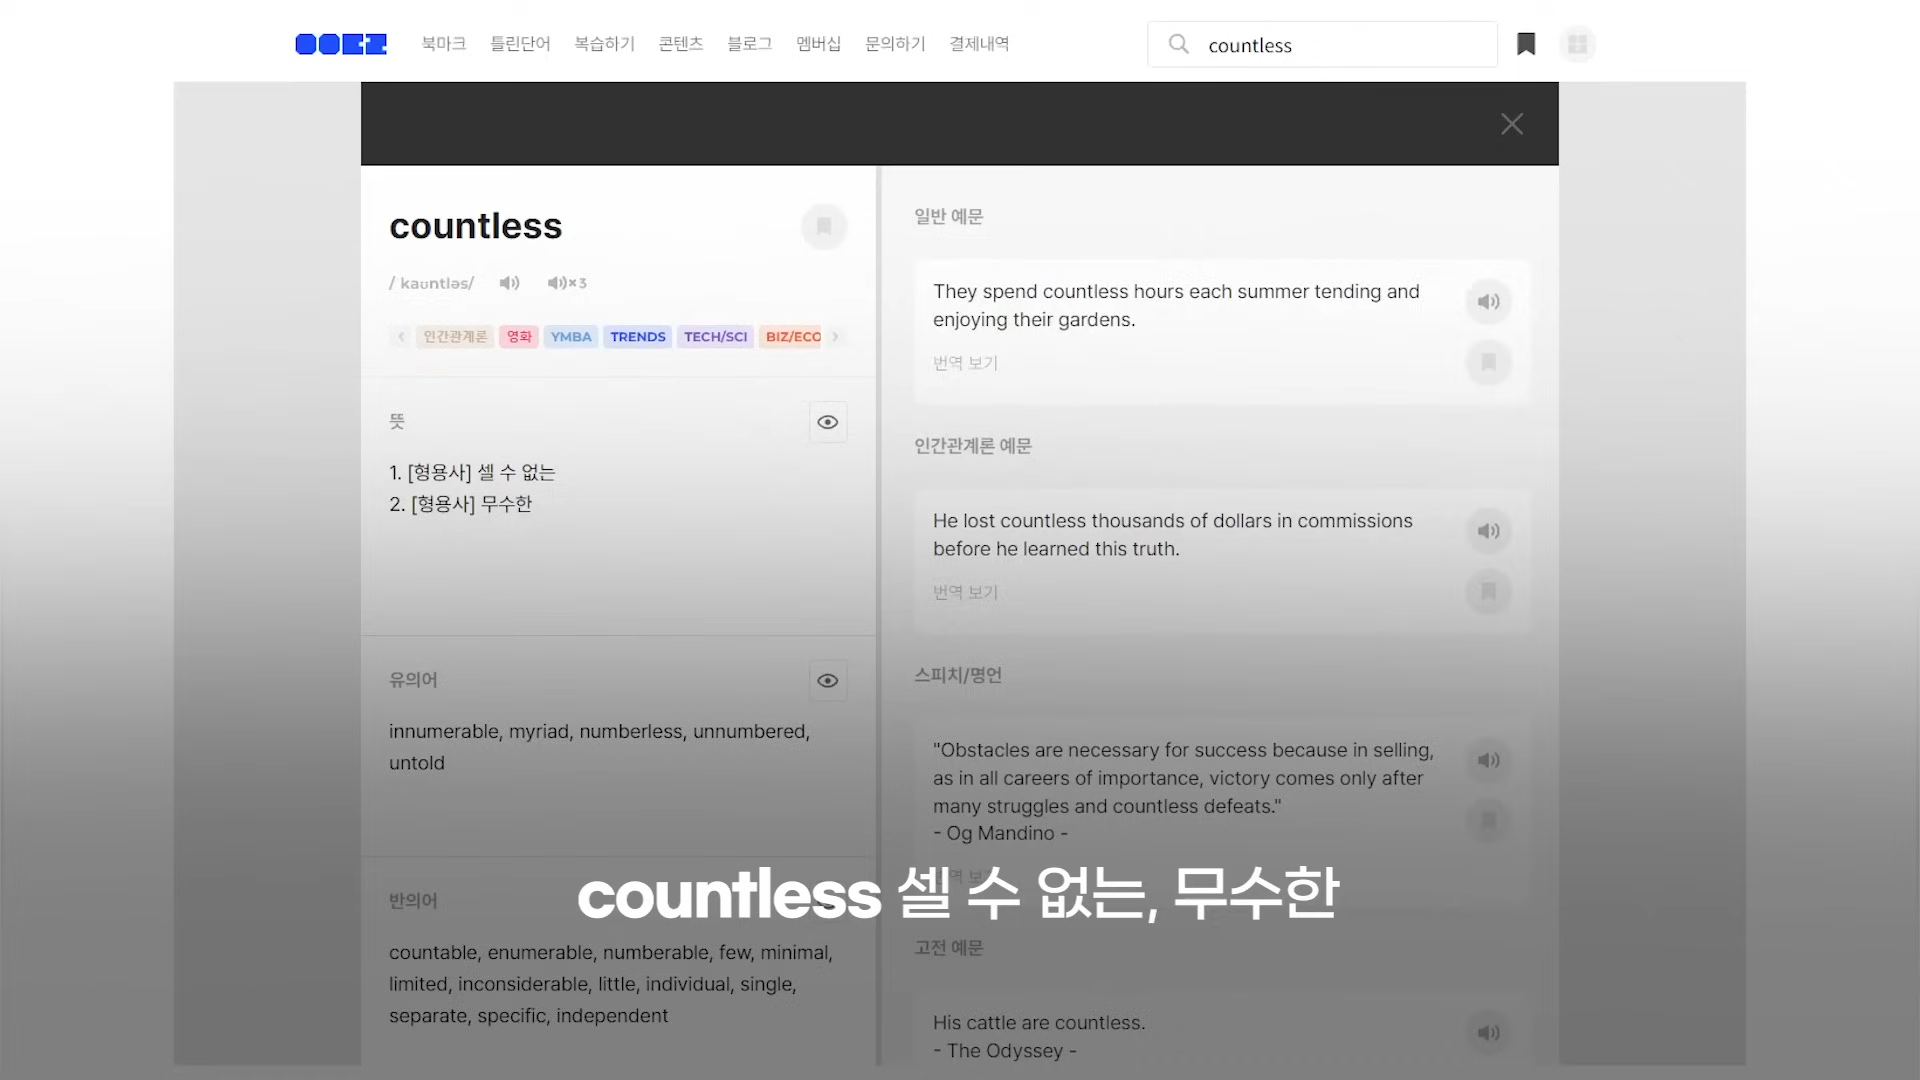 북마크 틀린단어 복습하기 콘텐츠 블로그 멤버십 문의하기 결제내역
countless
countless
/ kaʊntləs/
×3
인간관계론 영화 YMBA TRENDS TECH/SCI BIZ/ECO
뜻
1. [형용사] 셀 수 없는
2. [형용사] 무수한
유의어
innumerable, myriad, numberless, unnumbered,
untold
반의어
countable, enumerable, numberable, few, minimal,
limited, inconsiderable, little, individual, single,
separate, specific, independent
일반 예문
They spend countless hours each summer tending and
enjoying their gardens.
번역 보기
인간관계론 예문
He lost countless thousands of dollars in commissions
before he learned this truth.
번역 보기
스피치/명언
"Obstacles are necessary for success because in selling,
as in all careers of importance, victory comes only after
many struggles and countless defeats."
- Og Mandino -
고전 예문
His cattle are countless.
- The Odyssey -
countless 셀 수 없는, 무수한